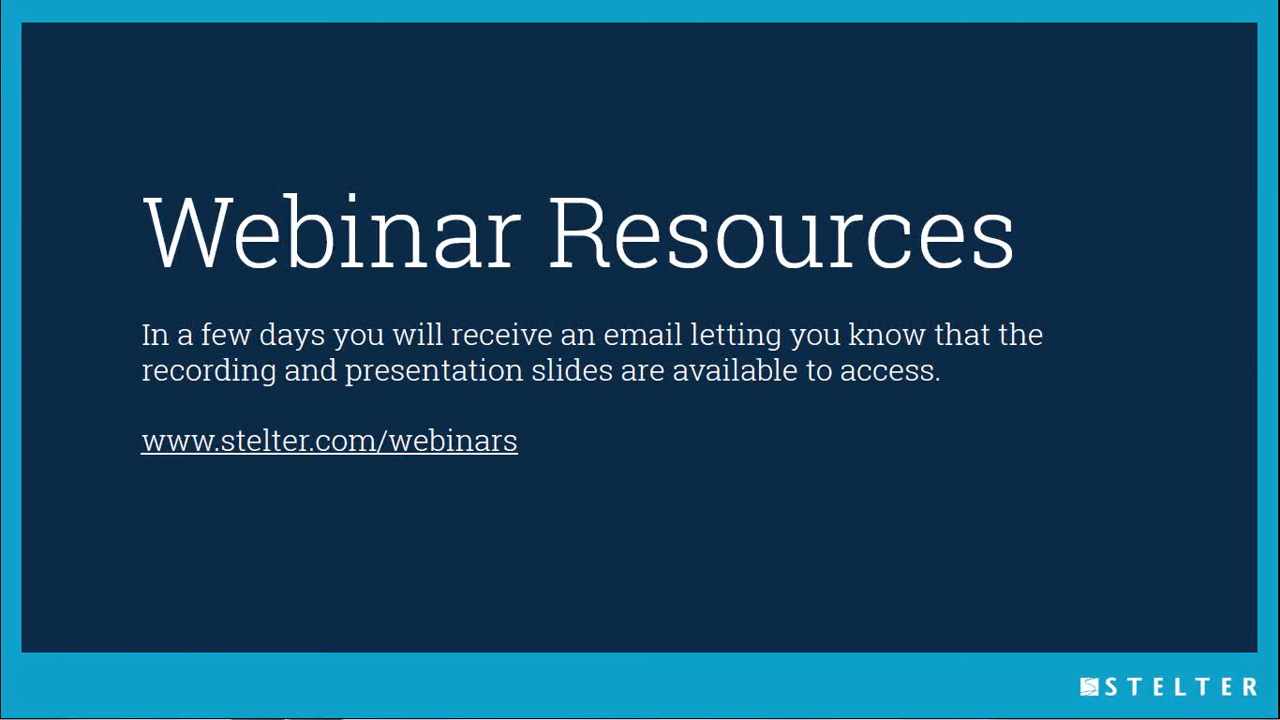 Webinar Resources
In a few days you will receive an email letting you know that the
recording and presentation slides are available to access.
www.stelter.com/webinars
STELTER